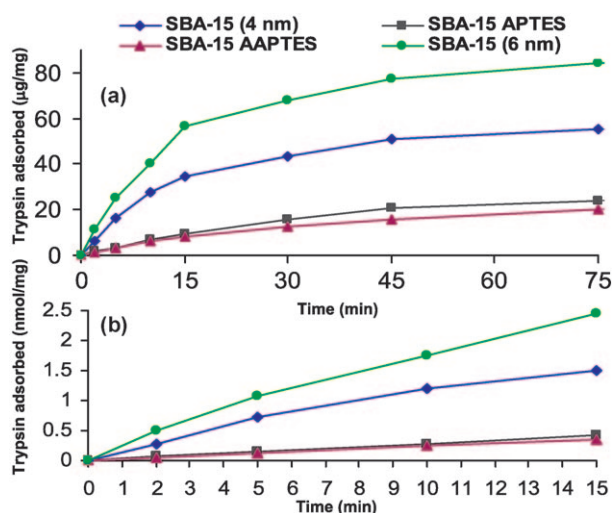 SBA-15 (4 nm) SBA-15 APTES
SBA-15 AAPTES SBA-15 (6 nm)
(a)
Trypsin adsorbed (µg/mg)
80
60
40
20
0
0 15 30 45 60 75
Time (min)
(b)
Trypsin adsorbed (nmol/mg)
2.5
2
1.5
1
0.5
0
0 1 2 3 4 5 6 7 8 9 10 11 12 13 14 15
Time (min)